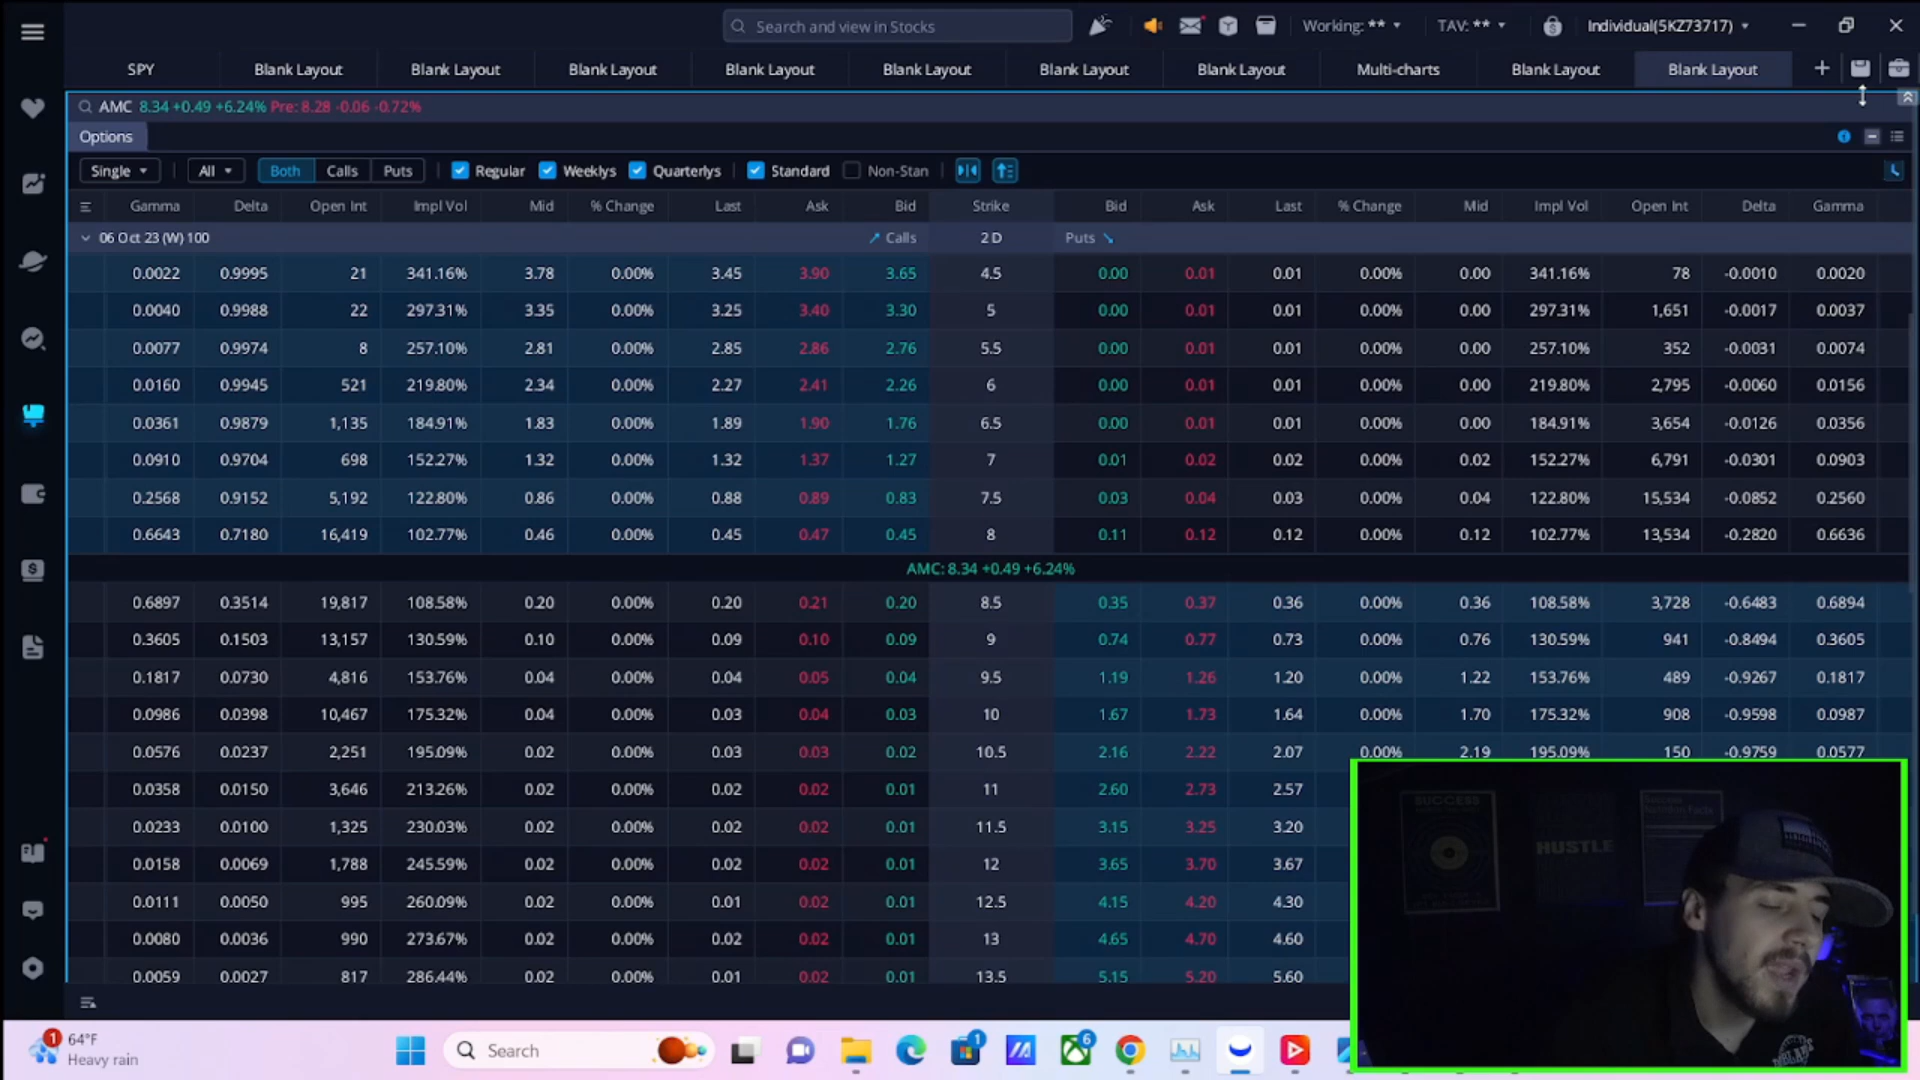 Search and view in Stocks Working: ** TAV: ** Individual(5KZ73717)
SPY Blank Layout Blank Layout Blank Layout Blank Layout Blank Layout Blank Layout Blank Layout Multi-charts Blank Layout Blank Layout
AMC 8.34 +0.49 +6.24% Pre: 8.28 -0.06 -0.72%
Options
Single All Both Calls Puts Regular Weeklys Quarterlys Standard Non-Stan
Gamma Delta Open Int Impl Vol Mid % Change Last Ask Bid Strike Bid Ask Last % Change Mid Impl Vol Open Int Delta Gamma
06 Oct 23 (W) 100 Calls 2 D Puts
0.0022 0.9995 21 341.16% 3.78 0.00% 3.45 3.90 3.65 4.5 0.00 0.01 0.01 0.00% 0.00 341.16% 78 -0.0010 0.0020
0.0040 0.9988 22 297.31% 3.35 0.00% 3.25 3.40 3.30 5 0.00 0.01 0.01 0.00% 0.00 297.31% 1,651 -0.0017 0.0037
0.0077 0.9974 8 257.10% 2.81 0.00% 2.85 2.86 2.76 5.5 0.00 0.01 0.01 0.00% 0.00 257.10% 352 -0.0031 0.0074
0.0160 0.9945 521 219.80% 2.34 0.00% 2.27 2.41 2.26 6 0.00 0.01 0.01 0.00% 0.00 219.80% 2,795 -0.0060 0.0156
0.0361 0.9879 1,135 184.91% 1.83 0.00% 1.89 1.90 1.76 6.5 0.00 0.01 0.01 0.00% 0.00 184.91% 3,654 -0.0126 0.0356
0.0910 0.9704 698 152.27% 1.32 0.00% 1.32 1.37 1.27 7 0.01 0.02 0.02 0.00% 0.02 152.27% 6,791 -0.0301 0.0903
0.2568 0.9152 5,192 122.80% 0.86 0.00% 0.88 0.89 0.83 7.5 0.03 0.04 0.03 0.00% 0.04 122.80% 15,534 -0.0852 0.2560
0.6643 0.7180 16,419 102.77% 0.46 0.00% 0.45 0.47 0.45 8 0.11 0.12 0.12 0.00% 0.12 102.77% 13,534 -0.2820 0.6636
AMC: 8.34 +0.49 +6.24%
0.6897 0.3514 19,817 108.58% 0.20 0.00% 0.20 0.21 0.20 8.5 0.35 0.37 0.36 0.00% 0.36 108.58% 3,728 -0.6483 0.6894
0.3605 0.1503 13,157 130.59% 0.10 0.00% 0.09 0.10 0.09 9 0.74 0.77 0.73 0.00% 0.76 130.59% 941 -0.8494 0.3605
0.1817 0.0730 4,816 153.76% 0.04 0.00% 0.04 0.05 0.04 9.5 1.19 1.26 1.20 0.00% 1.22 153.76% 489 -0.9267 0.1817
0.0986 0.0398 10,467 175.32% 0.04 0.00% 0.03 0.04 0.03 10 1.67 1.73 1.64 0.00% 1.70 175.32% 908 -0.9598 0.0987
0.0576 0.0237 2,251 195.09% 0.02 0.00% 0.03 0.03 0.02 10.5 2.16 2.22 2.07 0.00% 2.19 195.09% 150 -0.9759 0.0577
0.0358 0.0150 3,646 213.26% 0.02 0.00% 0.02 0.02 0.01 11 2.60 2.73 2.57
0.0233 0.0100 1,325 230.03% 0.02 0.00% 0.02 0.02 0.01 11.5 3.15 3.25 3.20
0.0158 0.0069 1,788 245.59% 0.02 0.00% 0.02 0.02 0.01 12 3.65 3.70 3.67
0.0111 0.0050 995 260.09% 0.02 0.00% 0.02 0.02 0.01 12.5 4.15 4.20 4.30
0.0080 0.0036 990 273.67% 0.02 0.00% 0.02 0.02 0.01 13 4.65 4.70 4.60
0.0059 0.0027 817 286.44% 0.02 0.00% 0.01 0.02 0.01 13.5 5.15 5.20 5.60
SUCCESS
HUSTLE
1 64°F
Heavy rain
Search
1
6